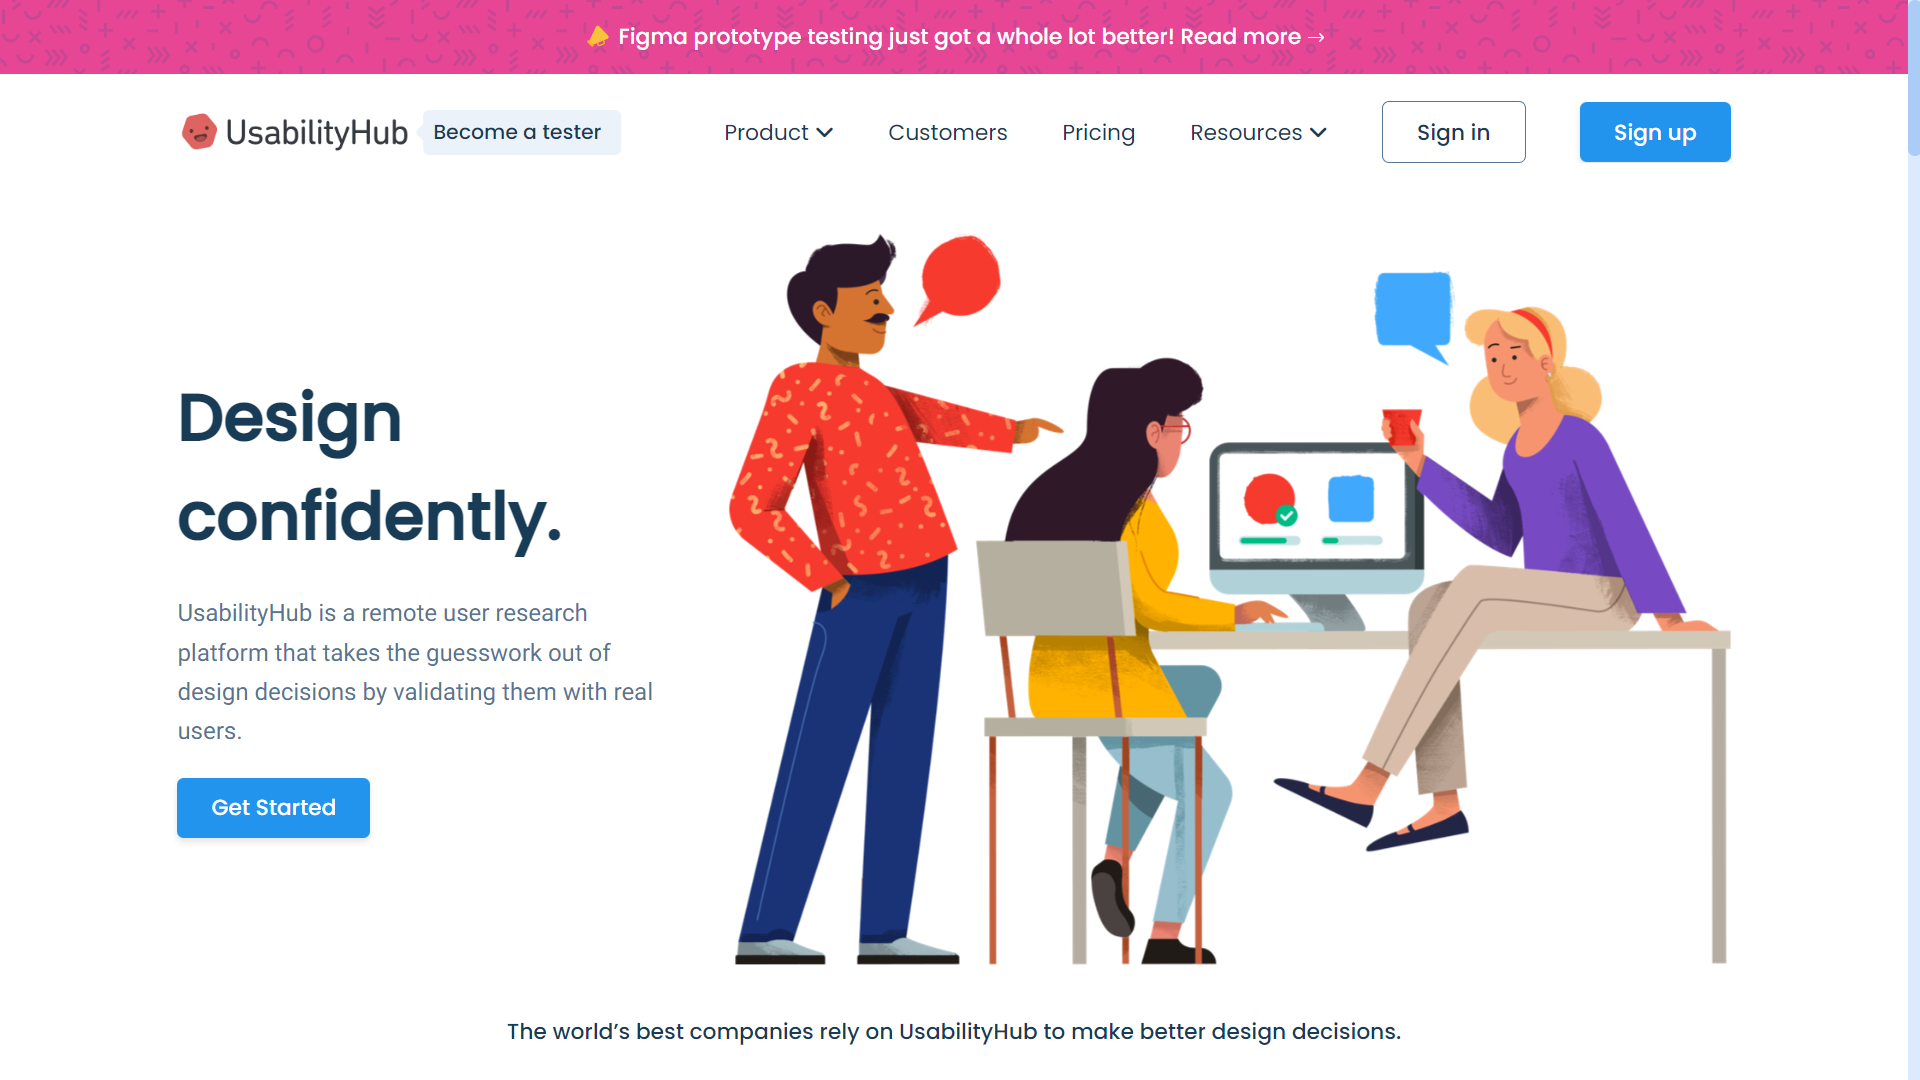 Figma prototype testing just got a whole lot better! Read more →
UsabilityHub
Become a tester
Product
Customers
Pricing
Resources
Sign in
Sign up
Design
confidently.
UsabilityHub is a remote user research
platform that takes the guesswork out of
design decisions by validating them with real
users.
Get Started
The world’s best companies rely on UsabilityHub to make better design decisions.